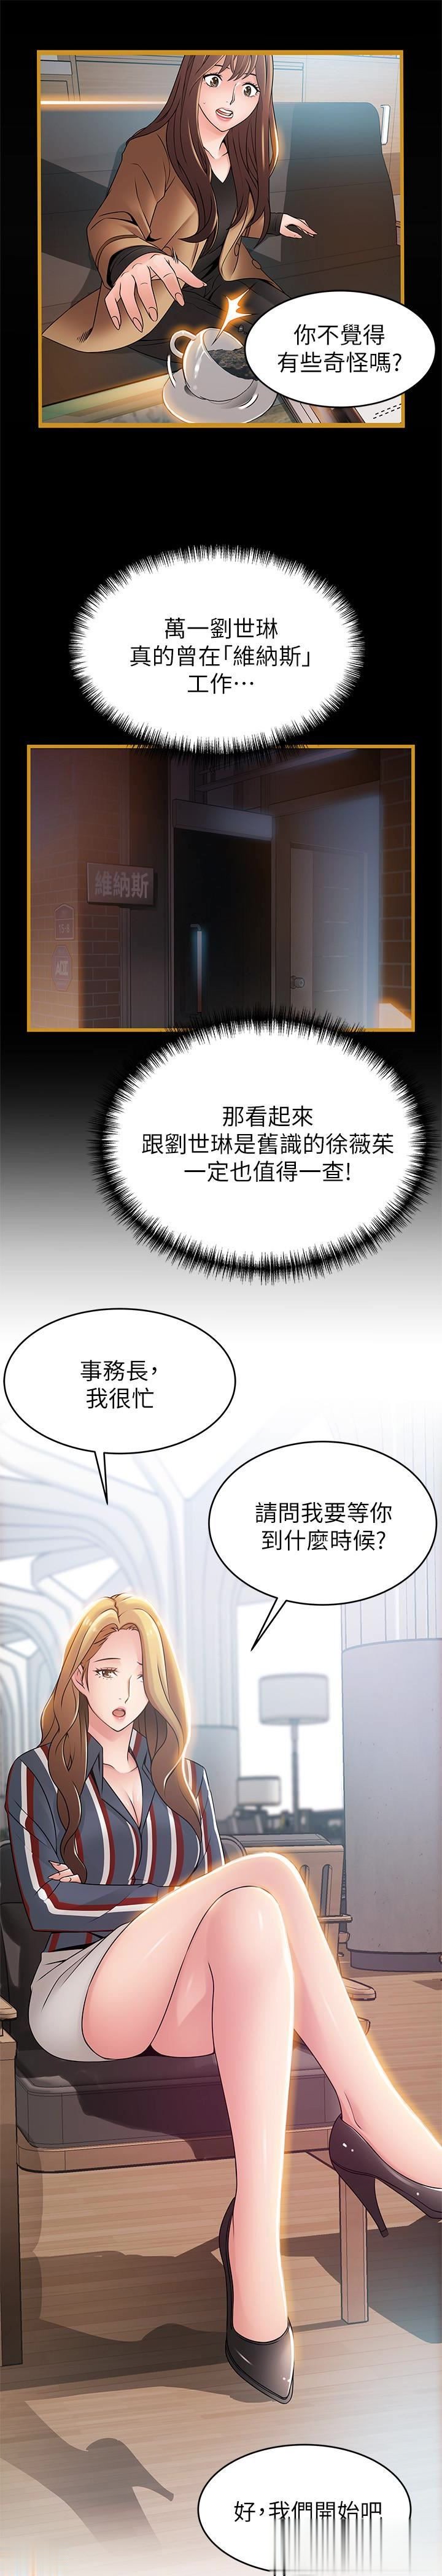 你不覺得
有些奇怪嗎?
萬一劉世琳
真的曾在「維納斯」
工作…
維納斯
15-8
那看起來
跟劉世琳是舊識的徐薇茱
一定也值得一查!
事務長,
我很忙
請問我要等你
到什麼時候?
好,我們開始吧